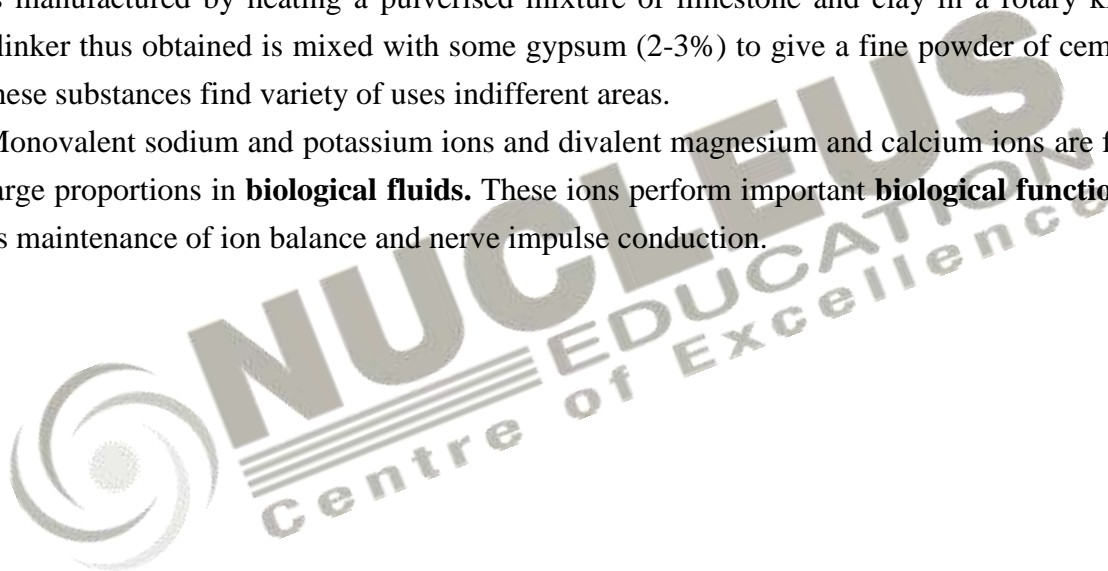 s manufactured by heating a pulverised mixture of limestone and clay in a rotary ki
linker thus obtained is mixed with some gypsum (2-3%) to give a fine powder of cem
hese substances find variety of uses indifferent areas.
Monovalent sodium and potassium ions and divalent magnesium and calcium ions are f
arge proportions in biological fluids. These ions perform important biological functio
s maintenance of ion balance and nerve impulse conduction.
NUCLEUS
EDUCATION
Centre of Excellence